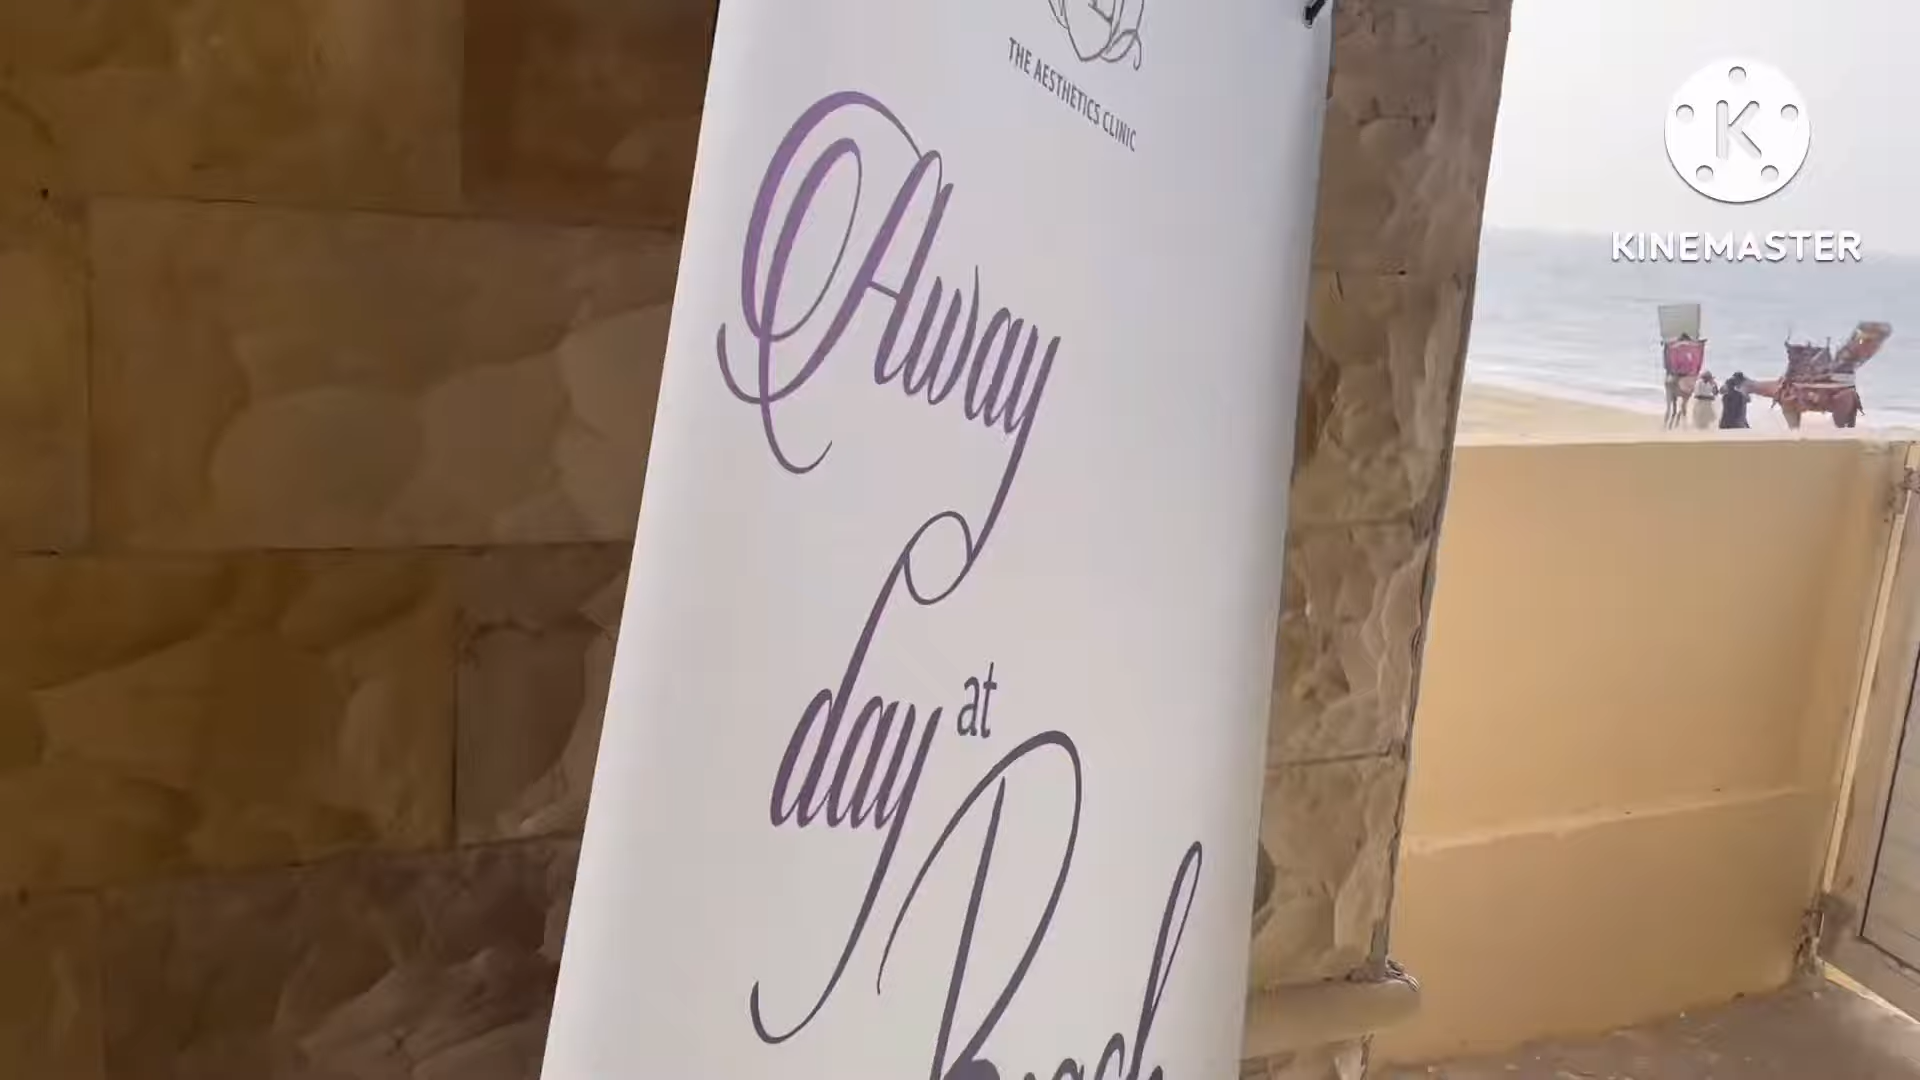 THE AESTHETICS CLINIC
Away
day at
K
KINEMASTER